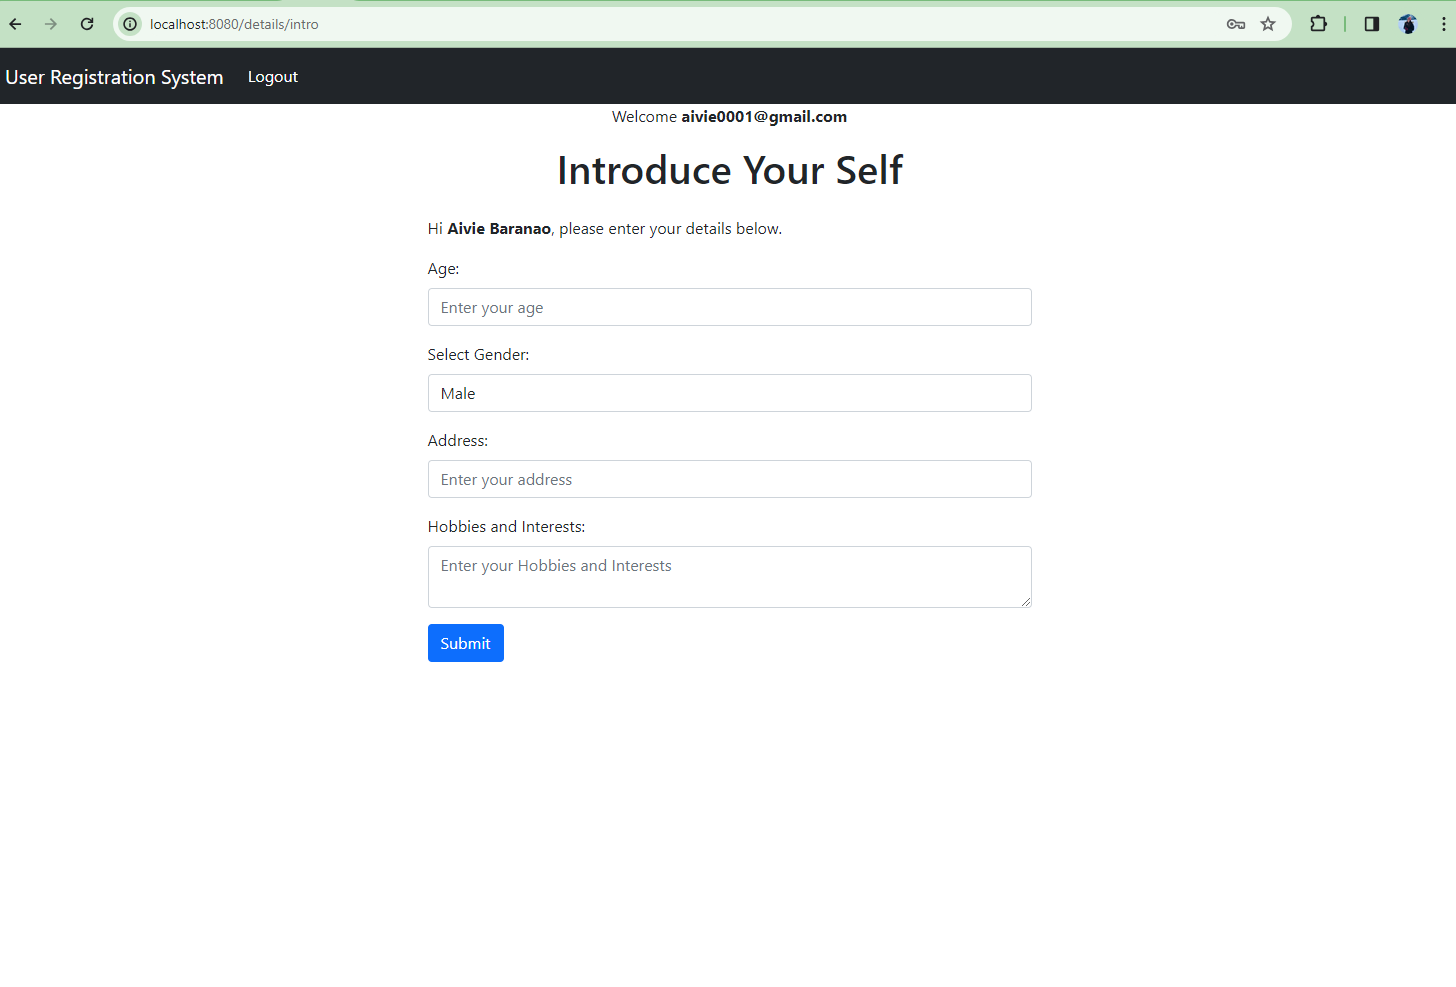 localhost:8080/details/intro
User Registration System Logout
Welcome aivie0001@gmail.com
Introduce Your Self
Hi Aivie Baranao, please enter your details below.
Age:
Enter your age
Select Gender:
Male
Address:
Enter your address
Hobbies and Interests:
Enter your Hobbies and Interests
Submit